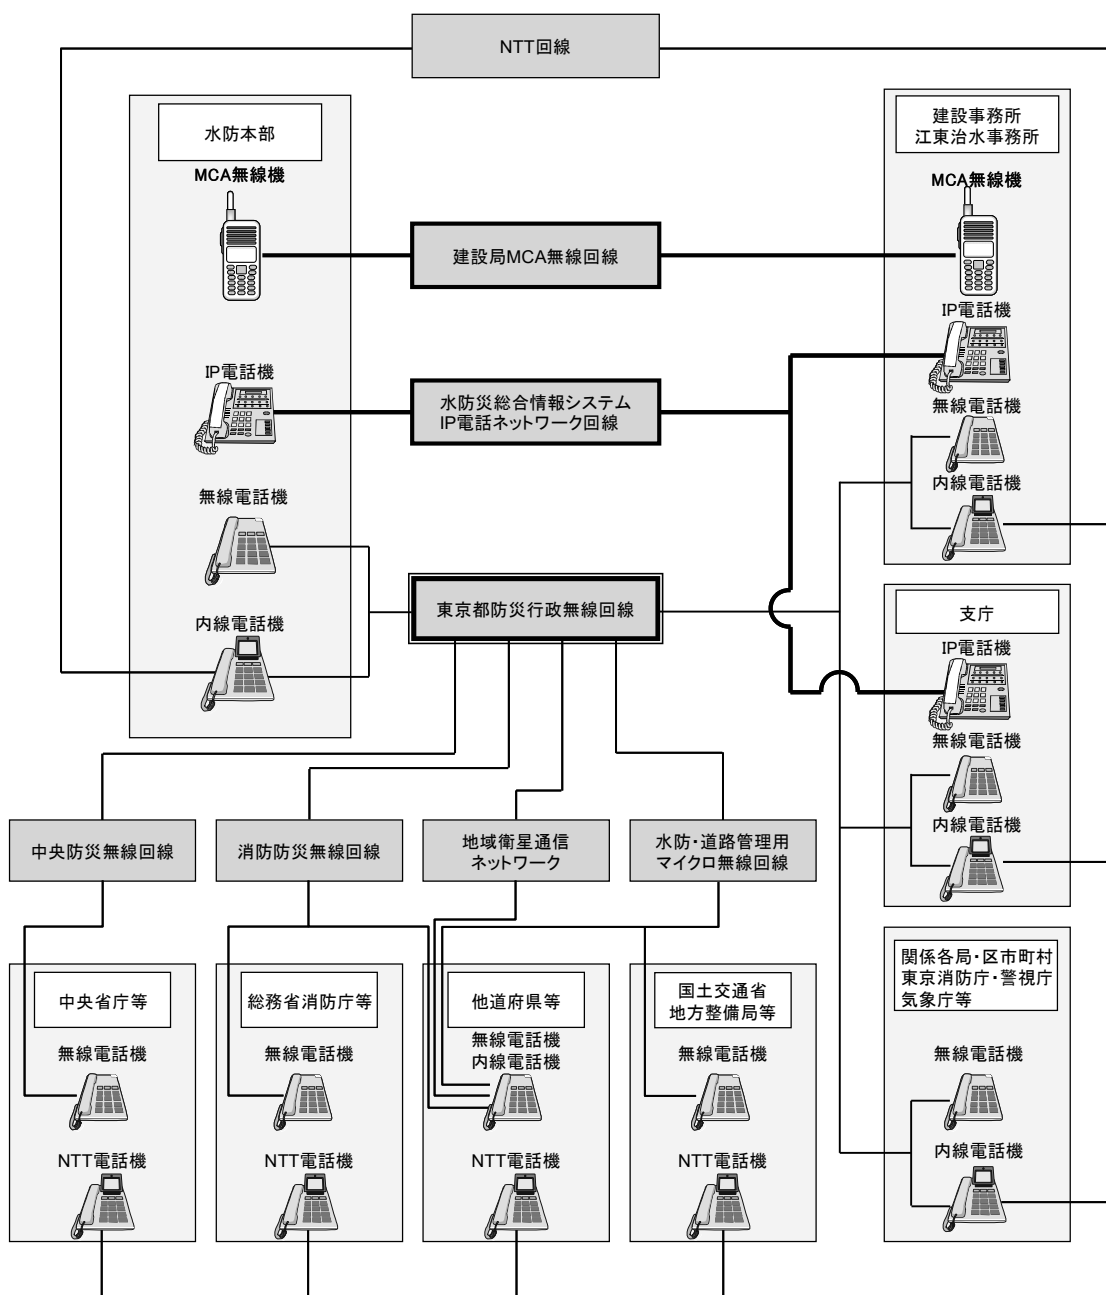 NTT回線
水防本部
MCA無線機
IP電話機
無線電話機
内線電話機
建設局MCA無線回線
水防災総合情報システム
IP電話ネットワーク回線
東京都防災行政無線回線
建設事務所
江東治水事務所
MCA無線機
IP電話機
無線電話機
内線電話機
支庁
IP電話機
無線電話機
内線電話機
中央防災無線回線
消防防災無線回線
地域衛星通信
ネットワーク
水防・道路管理用
マイクロ無線回線
中央省庁等
無線電話機
NTT電話機
総務省消防庁等
無線電話機
NTT電話機
他道府県等
無線電話機
内線電話機
NTT電話機
国土交通省
地方整備局等
無線電話機
NTT電話機
関係各局・区市町村
東京消防庁・警視庁
気象庁等
無線電話機
内線電話機